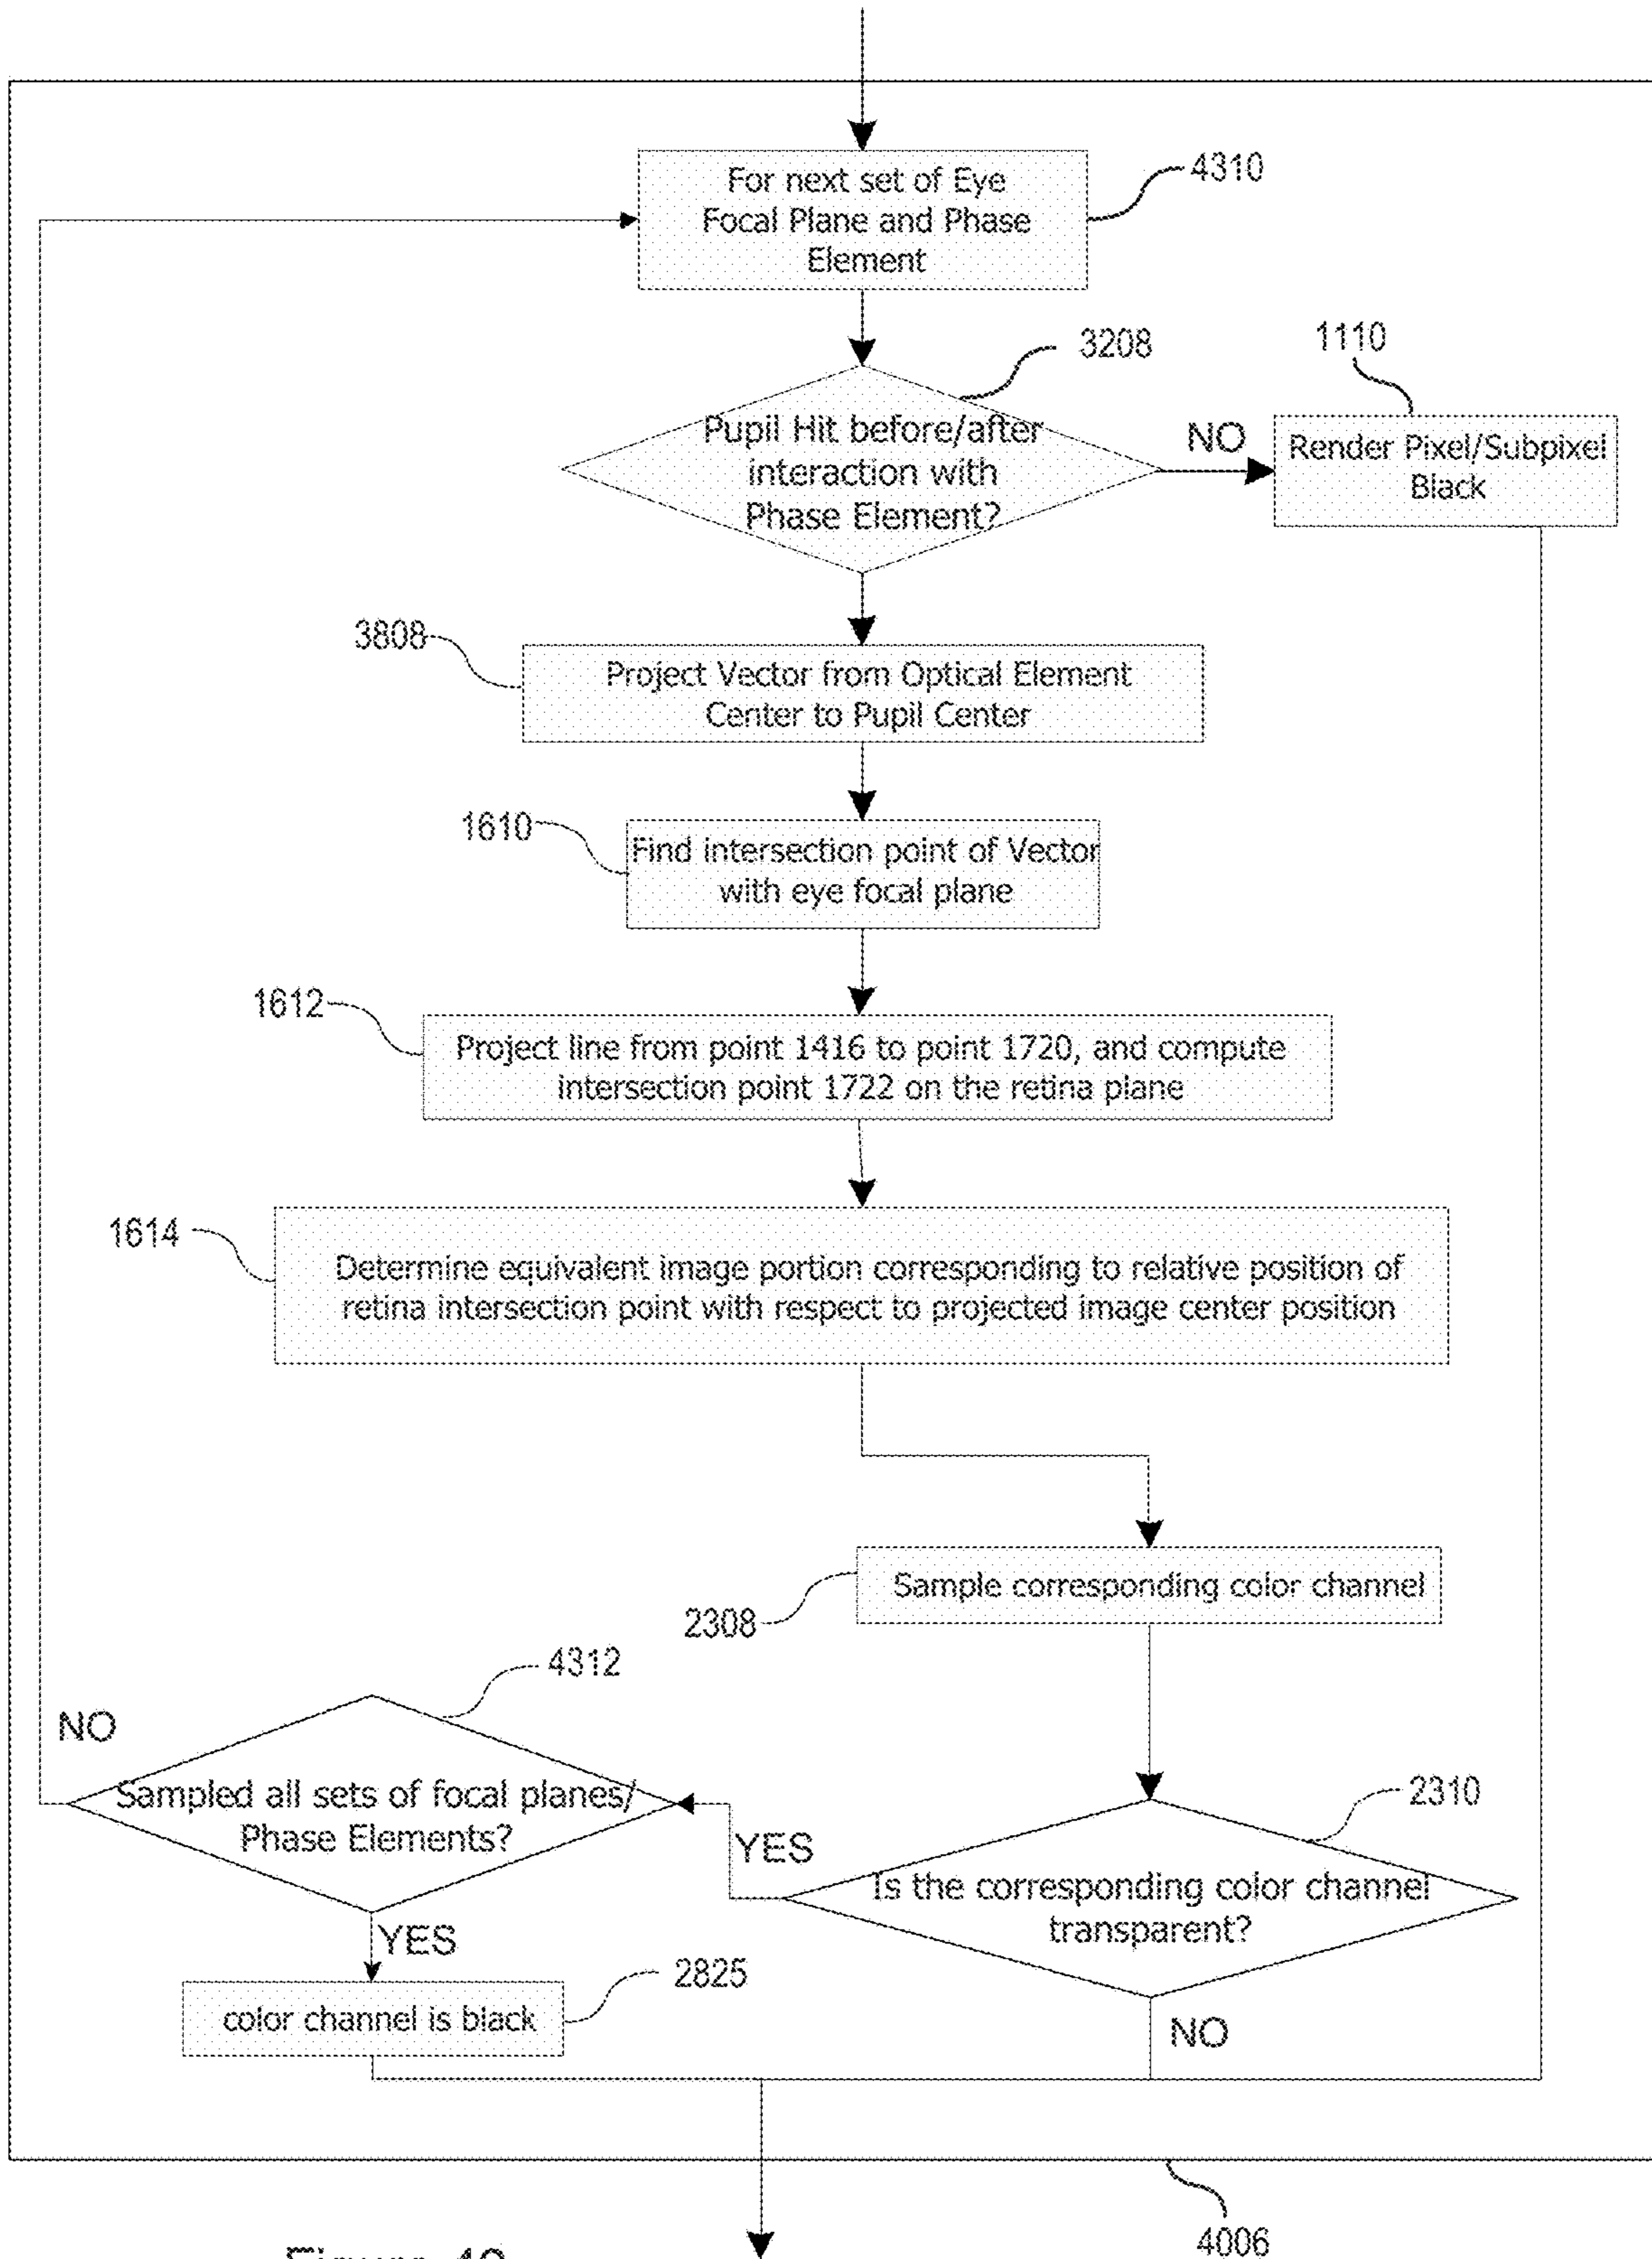 For next set of Eye
Focal Plane and Phase
Element
4310
3208
Pupil Hit before/after
interaction with
Phase Element?
NO
1110
Render Pixel/Subpixel
Black
3808
Project Vector from Optical Element
Center to Pupil Center
1610
Find intersection point of Vector
with eye focal plane
1612
Project line from point 1416 to point 1720, and compute
intersection point 1722 on the retina plane
1614
Determine equivalent image portion corresponding to relative position of
retina intersection point with respect to projected image center position
Sample corresponding color channel
2308
4312
NO
Sampled all sets of focal planes/
Phase Elements?
YES
2310
Is the corresponding color channel
transparent?
YES
NO
color channel is black
2825
4006
Figure